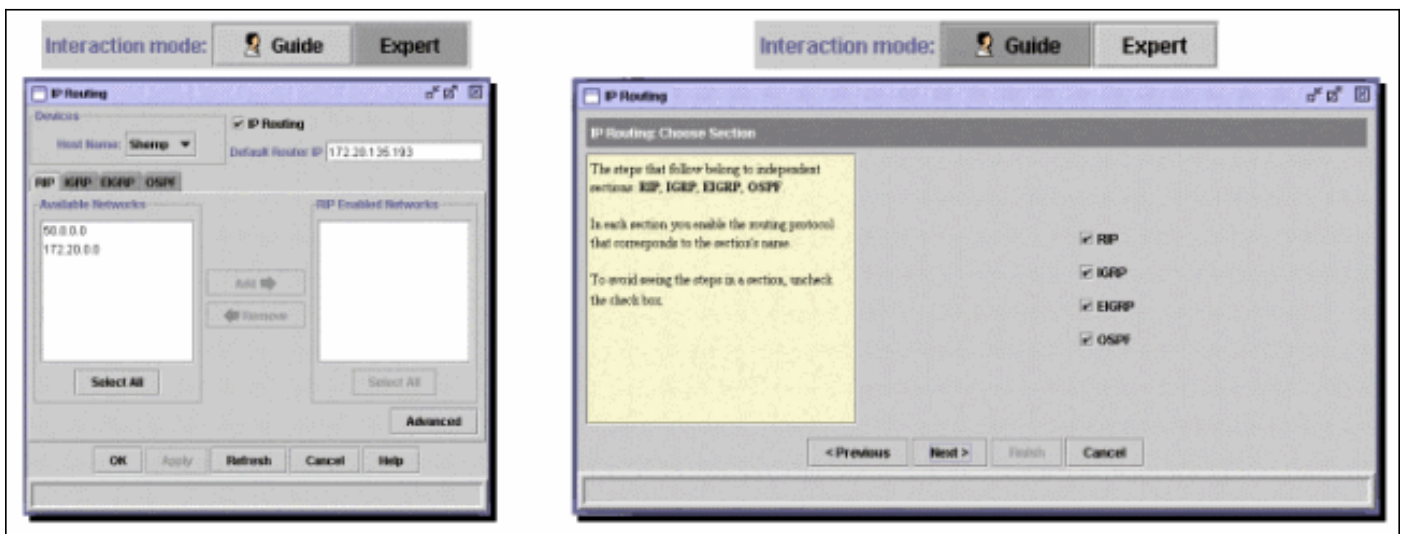 Interaction mode: Guide Expert
IP Routing
Devices
Host Name: Shemp
IP Routing
Default Router IP 172.20.135.193
RIP IGRP EIGRP OSPF
Available Networks
50.0.0.0
172.20.0.0
Add
Remove
RIP Enabled Networks
Select All
Select All
Advanced
OK Apply Refresh Cancel Help
Interaction mode: Guide Expert
IP Routing
IP Routing: Choose Section
The steps that follow belong to independent
sections: RIP, IGRP, EIGRP, OSPF.
In each section you enable the routing protocol
that corresponds to the section's name.
To avoid seeing the steps in a section, uncheck
the check box.
RIP
IGRP
EIGRP
OSPF
< Previous Next > Finish Cancel